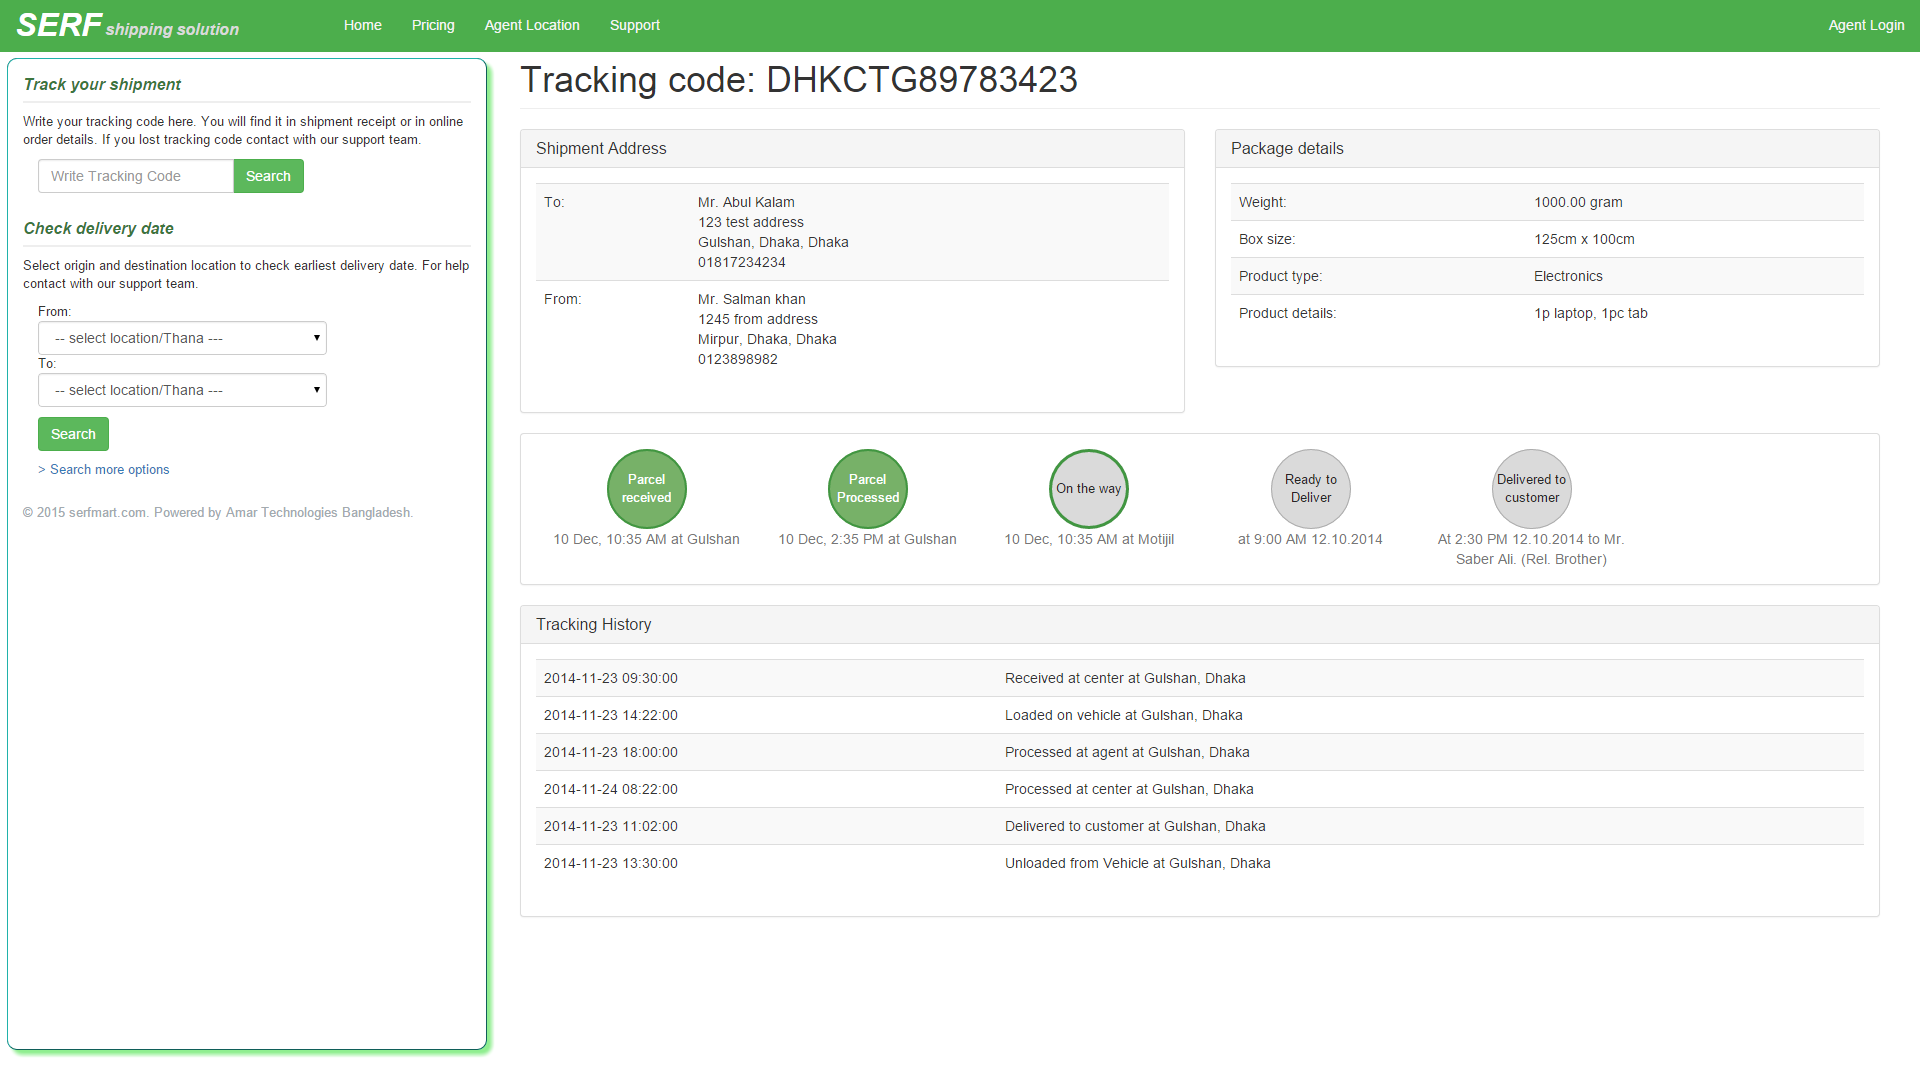 SERF shipping solution
Home Pricing Agent Location Support Agent Login
Track your shipment
Write your tracking code here. You will find it in shipment receipt or in online
order details. If you lost tracking code contact with our support team.
Write Tracking Code Search
Check delivery date
Select origin and destination location to check earliest delivery date. For help
contact with our support team.
From:
-- select location/Thana ---
To:
-- select location/Thana ---
Search
> Search more options
© 2015 serfmart.com. Powered by Amar Technologies Bangladesh.
Tracking code: DHKCTG89783423
Shipment Address
To: Mr. Abul Kalam
123 test address
Gulshan, Dhaka, Dhaka
01817234234
From: Mr. Salman khan
1245 from address
Mirpur, Dhaka, Dhaka
0123898982
Package details
Weight: 1000.00 gram
Box size: 125cm x 100cm
Product type: Electronics
Product details: 1p laptop, 1pc tab
Parcel
received
10 Dec, 10:35 AM at Gulshan
Parcel
Processed
10 Dec, 2:35 PM at Gulshan
On the way
10 Dec, 10:35 AM at Motijil
Ready to
Deliver
at 9:00 AM 12.10.2014
Delivered to
customer
At 2:30 PM 12.10.2014 to Mr.
Saber Ali. (Rel. Brother)
Tracking History
2014-11-23 09:30:00 Received at center at Gulshan, Dhaka
2014-11-23 14:22:00 Loaded on vehicle at Gulshan, Dhaka
2014-11-23 18:00:00 Processed at agent at Gulshan, Dhaka
2014-11-24 08:22:00 Processed at center at Gulshan, Dhaka
2014-11-23 11:02:00 Delivered to customer at Gulshan, Dhaka
2014-11-23 13:30:00 Unloaded from Vehicle at Gulshan, Dhaka